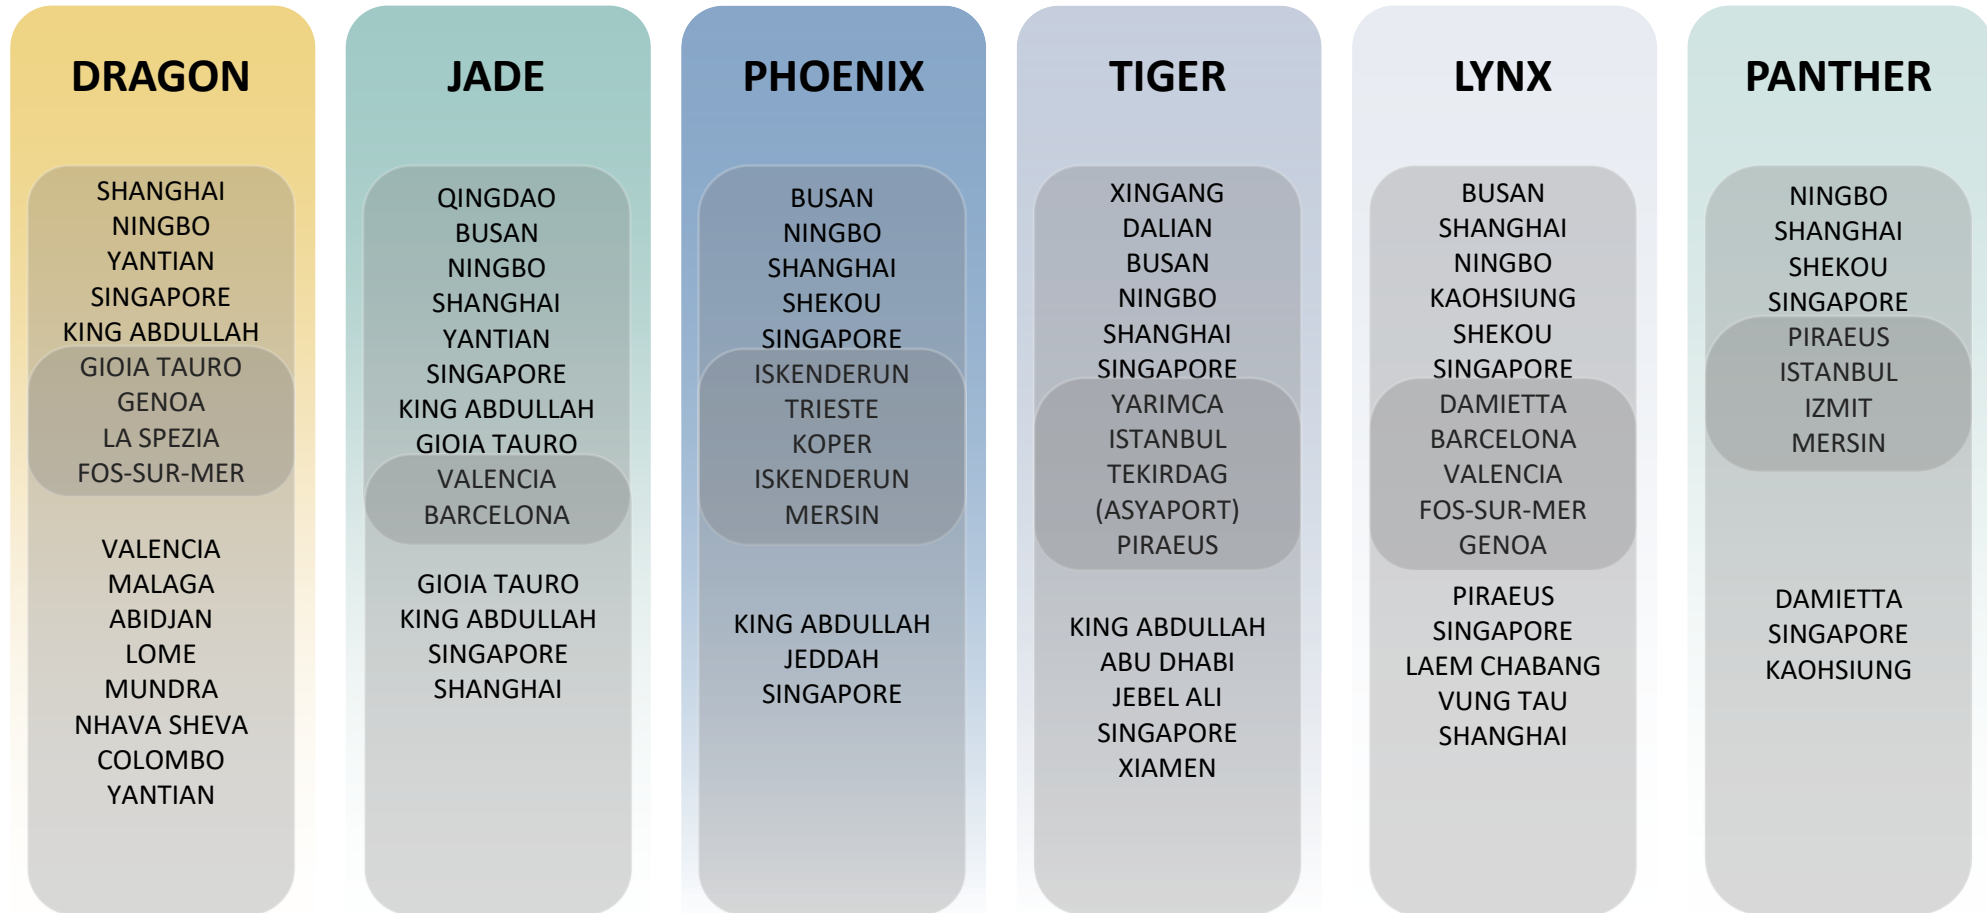 DRAGON
SHANGHAI
NINGBO
YANTIAN
SINGAPORE
KING ABDULLAH
GIOIA TAURO
GENOA
LA SPEZIA
FOS-SUR-MER
VALENCIA
MALAGA
ABIDJAN
LOME
MUNDRA
NHAVA SHEVA
COLOMBO
YANTIAN
JADE
QINGDAO
BUSAN
NINGBO
SHANGHAI
YANTIAN
SINGAPORE
KING ABDULLAH
GIOIA TAURO
VALENCIA
BARCELONA
GIOIA TAURO
KING ABDULLAH
SINGAPORE
SHANGHAI
PHOENIX
BUSAN
NINGBO
SHANGHAI
SHEKOU
SINGAPORE
ISKENDERUN
TRIESTE
KOPER
ISKENDERUN
MERSIN
KING ABDULLAH
JEDDAH
SINGAPORE
TIGER
XINGANG
DALIAN
BUSAN
NINGBO
SHANGHAI
SINGAPORE
YARIMCA
ISTANBUL
TEKIRDAG
(ASYAPORT)
PIRAEUS
KING ABDULLAH
ABU DHABI
JEBEL ALI
SINGAPORE
XIAMEN
LYNX
BUSAN
SHANGHAI
NINGBO
KAOHSIUNG
SHEKOU
SINGAPORE
DAMIETTA
BARCELONA
VALENCIA
FOS-SUR-MER
GENOA
PIRAEUS
SINGAPORE
LAEM CHABANG
VUNG TAU
SHANGHAI
PANTHER
NINGBO
SHANGHAI
SHEKOU
SINGAPORE
PIRAEUS
ISTANBUL
IZMIT
MERSIN
DAMIETTA
SINGAPORE
KAOHSIUNG